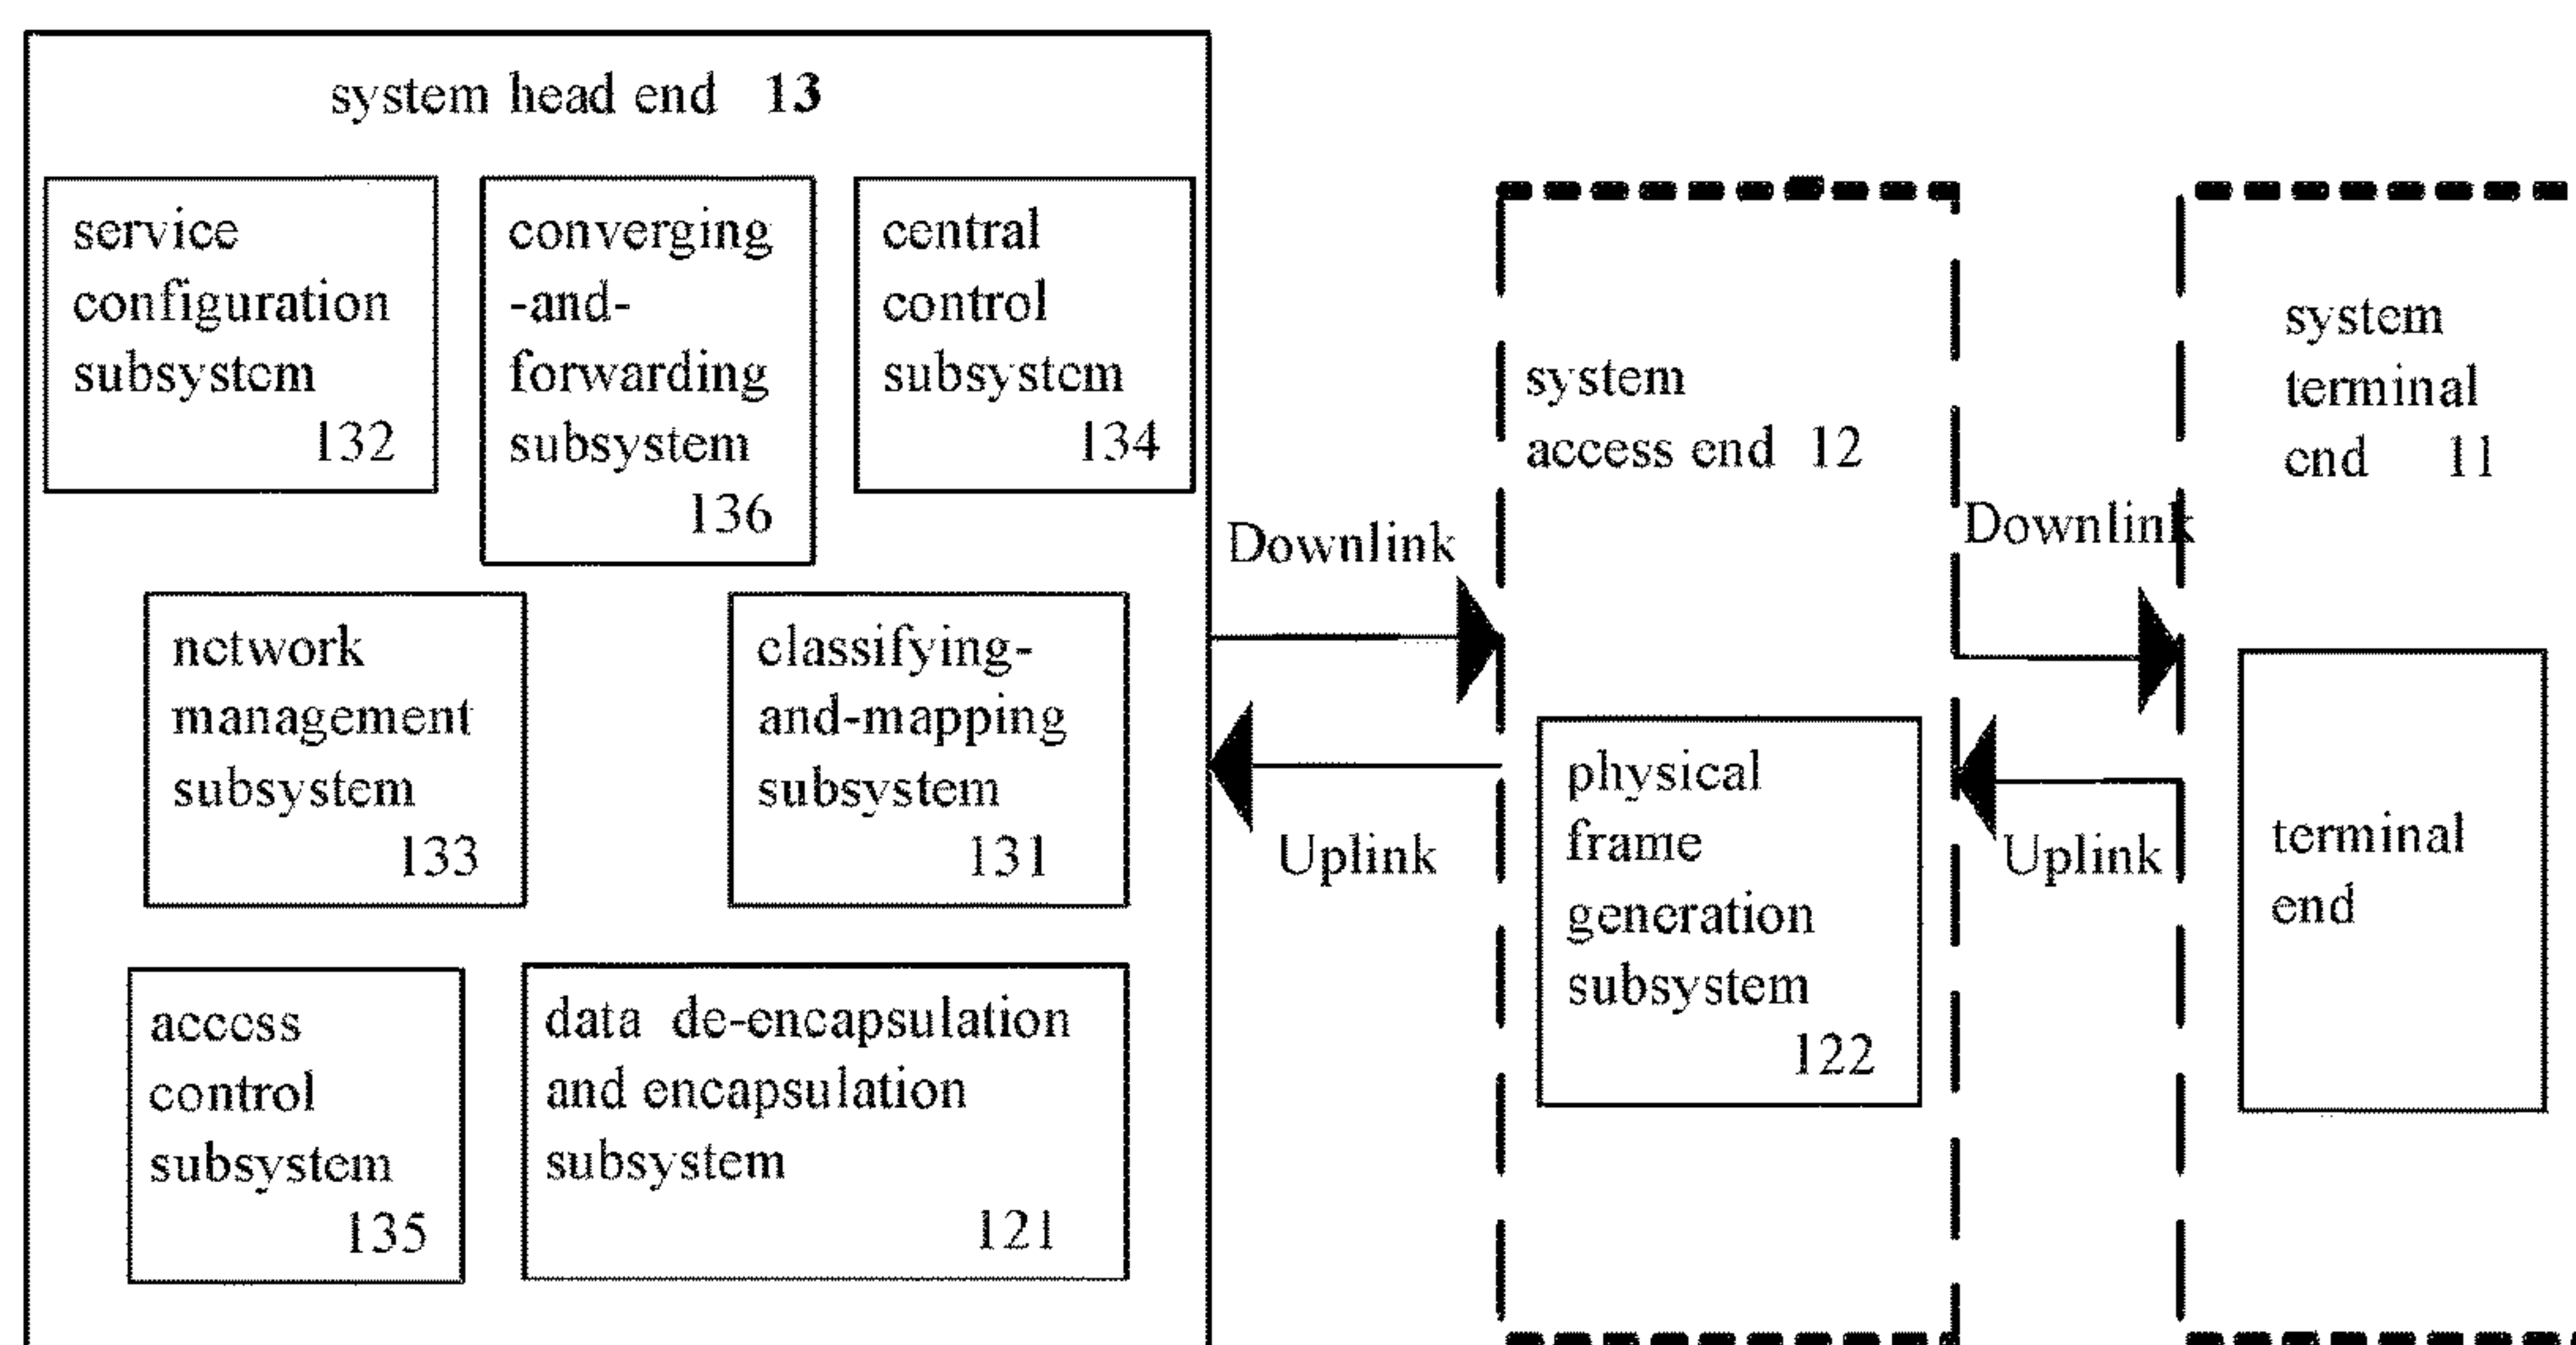 system head end 13
service
configuration
subsystem
132
converging
-and-
forwarding
subsystem
136
central
control
subsystem
134
network
management
subsystem
133
classifying-
and-mapping
subsystem
131
access
control
subsystem
135
data de-encapsulation
and encapsulation
subsystem
121
Downlink
Uplink
system
access end 12
physical
frame
generation
subsystem
122
Downlink
Uplink
system
terminal
end 11
terminal
end